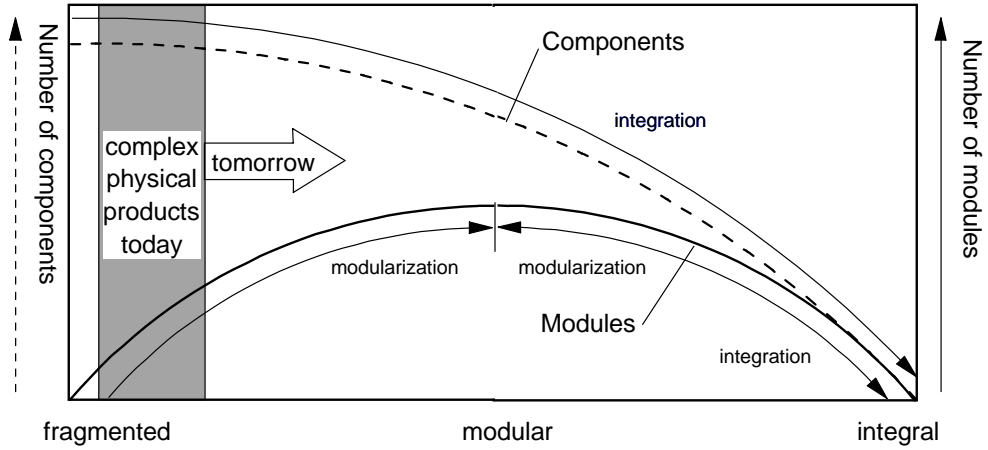 Number of components
Components
integration
complex
physical
products
today
tomorrow
modularization
modularization
Modules
integration
Number of modules
fragmented
modular
integral